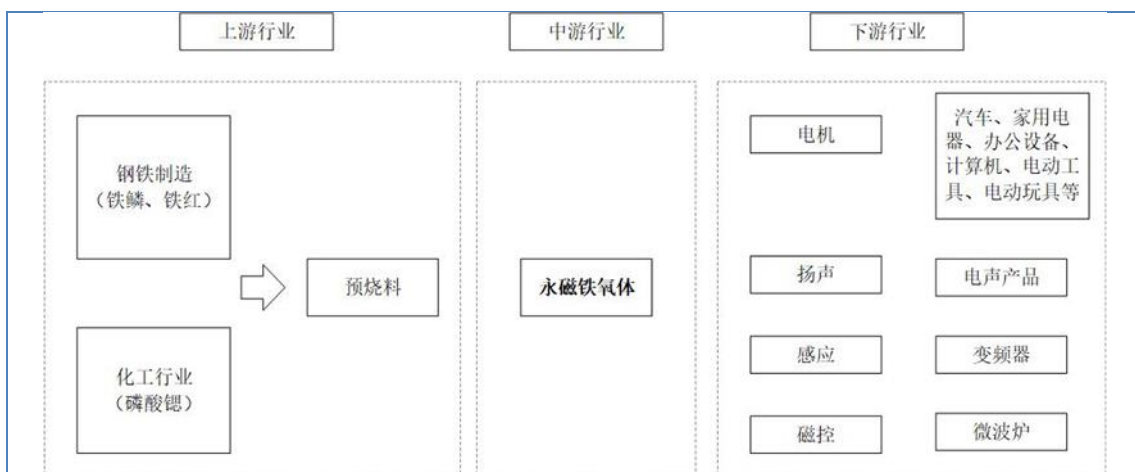 上游行业
中游行业
下游行业
钢铁制造
（铁鳞、铁红）
化工行业
（磷酸锶）
预烧料
永磁铁氧体
电机
汽车、家用电
器、办公设备、
计算机、电动工
具、电动玩具等
扬声
电声产品
感应
变频器
磁控
微波炉